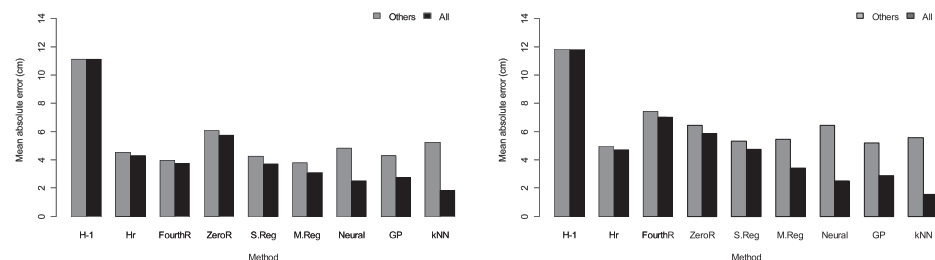 Others All
Mean absolute error (cm)
14
12
10
8
6
4
2
0
H-1 Hr FourthR ZeroR S.Reg M.Reg Neural GP kNN
Method
Others All
Mean absolute error (cm)
14
12
10
8
6
4
2
0
H-1 Hr FourthR ZeroR S.Reg M.Reg Neural GP kNN
Method